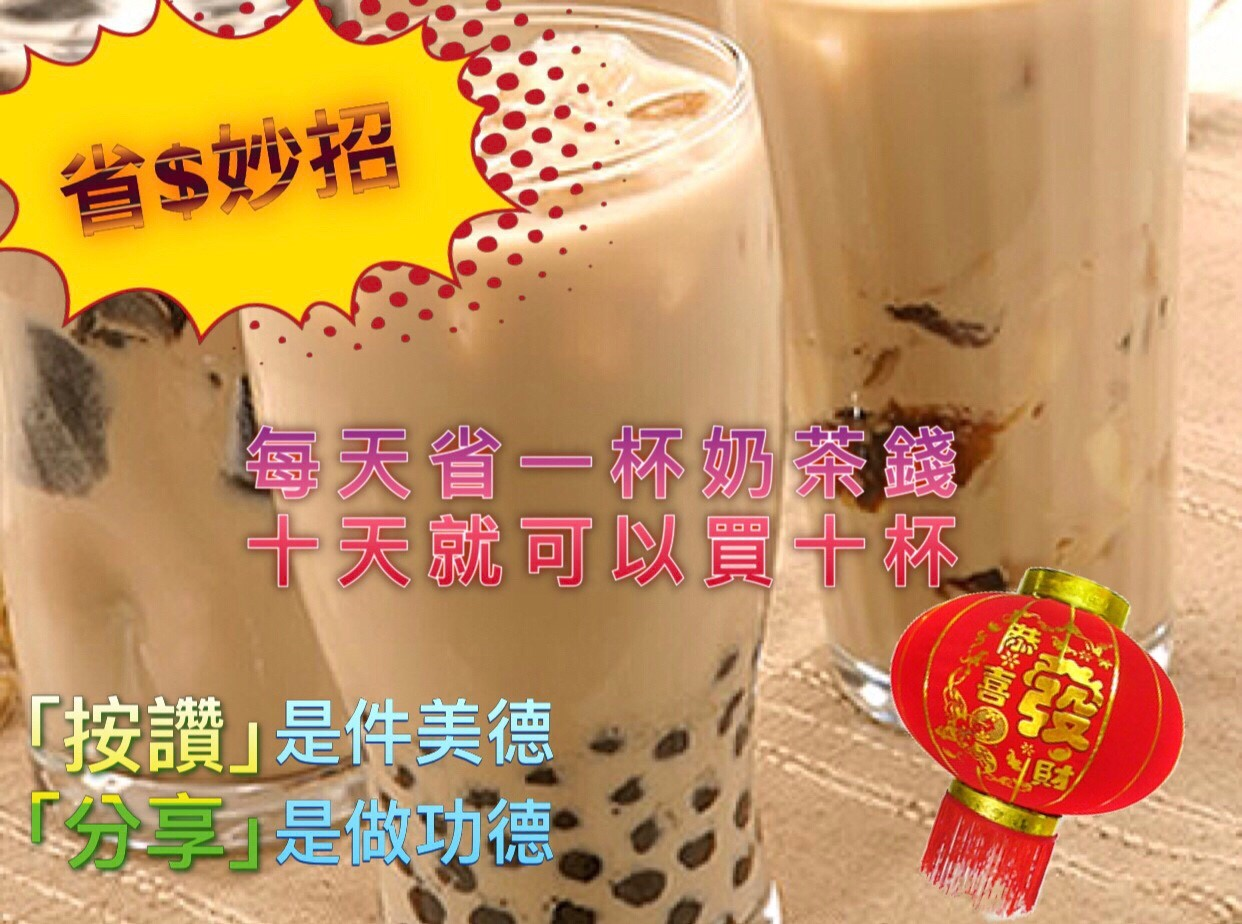 省$妙招
每天省一杯奶茶錢
十天就可以買十杯
恭喜
發財
「按讚」是件美德
「分享」是做功德